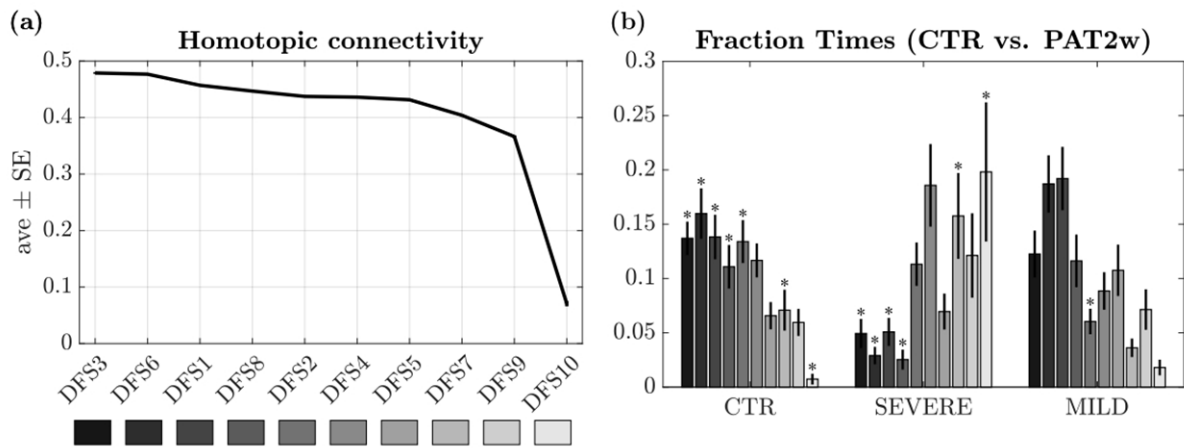 (a)
Homotopic connectivity
ave ± SE
0.5
0.4
0.3
0.2
0.1
0
DFS3 DFS6 DFS1 DFS8 DFS2 DFS4 DFS5 DFS7 DFS9 DFS10
(b)
Fraction Times (CTR vs. PAT2w)
0.3
0.25
0.2
0.15
0.1
0.05
0
* * * * * * *
* * * * * *
*
CTR SEVERE MILD